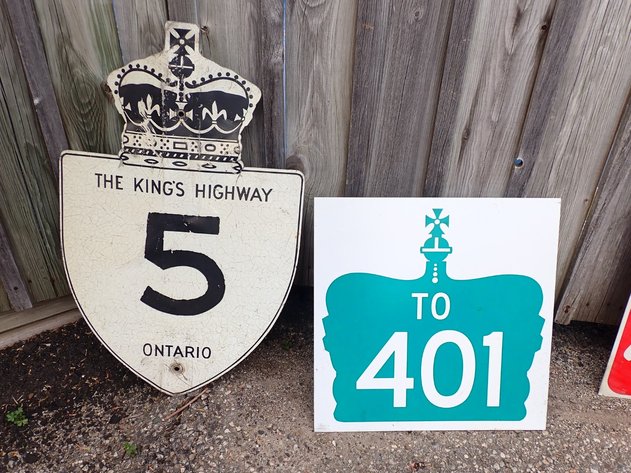 THE KING'S HIGHWAY
5
ONTARIO
TO
401